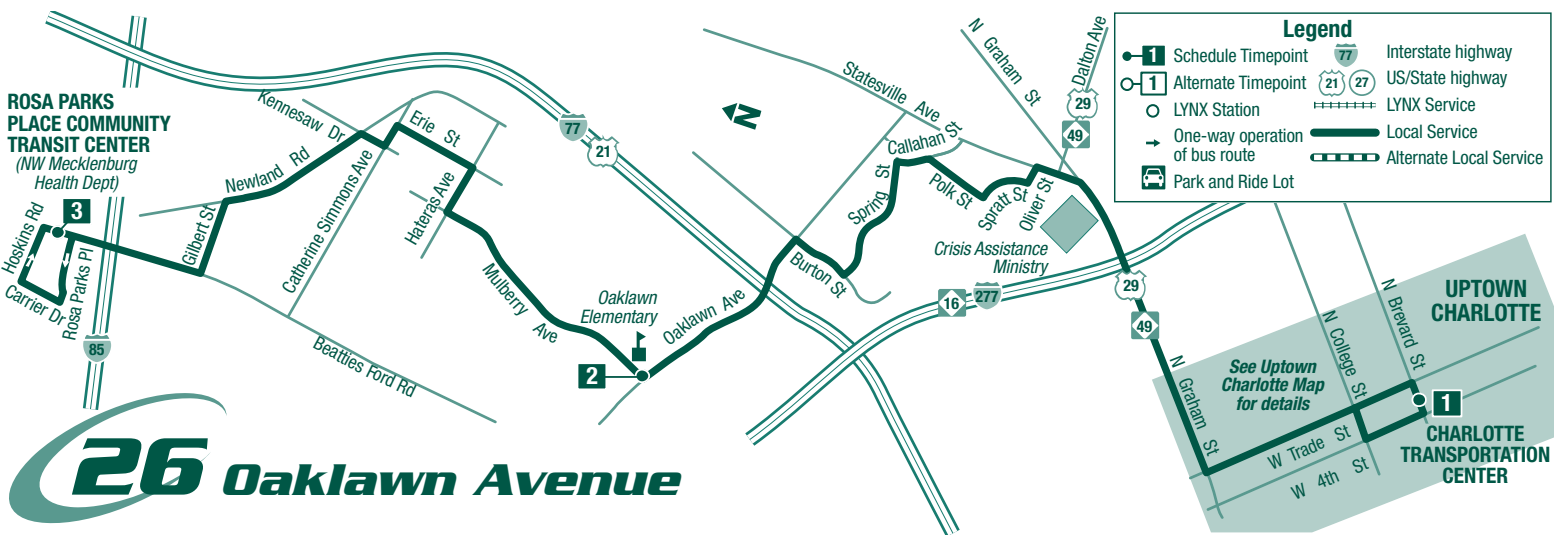 ROSA PARKS
PLACE COMMUNITY
TRANSIT CENTER
(NW Mecklenburg
Health Dept)
3
Hoskins Rd
Carrier Dr
Rosa Parks Pl
85
Gilbert St
Newland Rd
Kennesaw Dr
Erie St
Catherine Simmons Ave
Hateras Ave
Beatties Ford Rd
Mulberry Ave
Oaklawn
Elementary
2
Oaklawn Ave
77
21
N
Burton St
Spring St
Statesville Ave
Callahan St
Polk St
Spratt St
Oliver St
N Graham St
Dalton Ave
29
49
Crisis Assistance
Ministry
16
277
29
49
N Graham St
W Trade St
W 4th St
N College St
N Brevard St
UPTOWN
CHARLOTTE
See Uptown
Charlotte Map
for details
1
CHARLOTTE
TRANSPORTATION
CENTER
Legend
1 Schedule Timepoint
1 Alternate Timepoint
LYNX Station
One-way operation
of bus route
Park and Ride Lot
77 Interstate highway
21 27 US/State highway
LYNX Service
Local Service
Alternate Local Service
26 Oaklawn Avenue